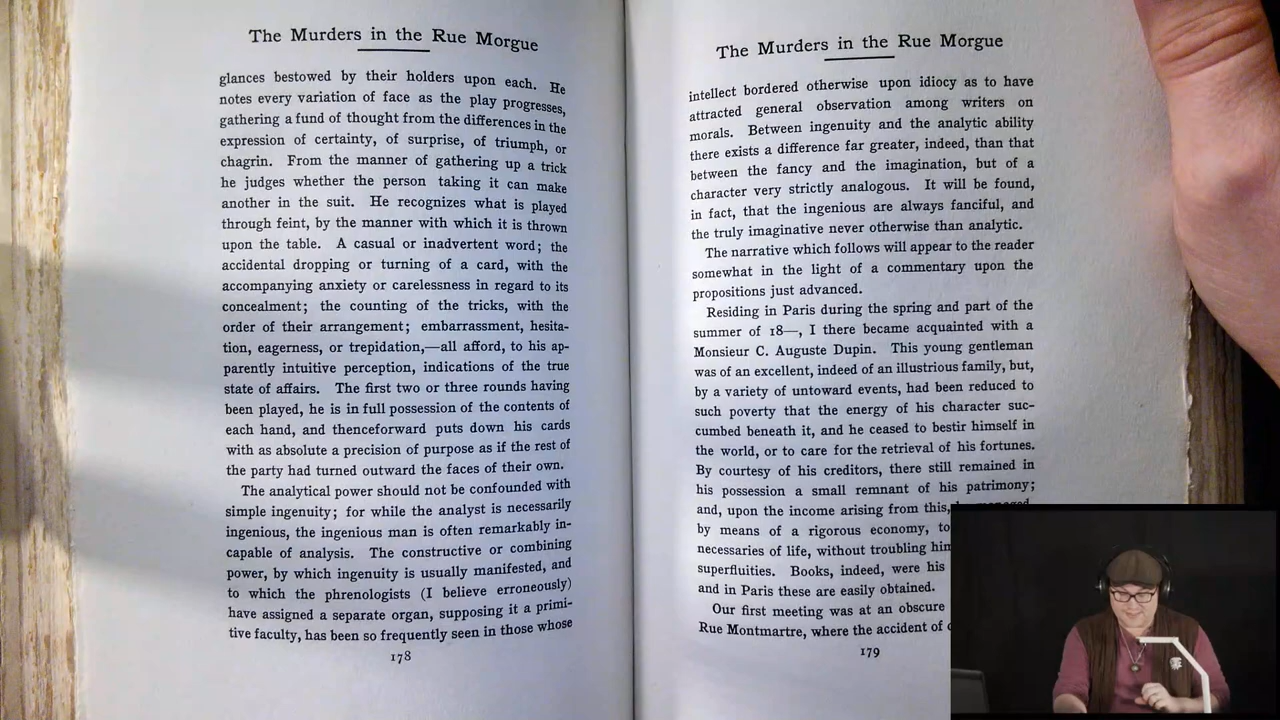 The Murders in the Rue Morgue
glances bestowed by their holders upon each. He
notes every variation of face as the play progresses,
gathering a fund of thought from the differences in the
expression of certainty, of surprise, of triumph, or
chagrin. From the manner of gathering up a trick
he judges whether the person taking it can make
another in the suit. He recognizes what is played
through feint, by the manner with which it is thrown
upon the table. A casual or inadvertent word; the
accidental dropping or turning of a card, with the
accompanying anxiety or carelessness in regard to its
concealment; the counting of the tricks, with the
order of their arrangement; embarrassment, hesita-
tion, eagerness, or trepidation,—all afford, to his ap-
parently intuitive perception, indications of the true
state of affairs. The first two or three rounds having
been played, he is in full possession of the contents of
each hand, and thenceforward puts down his cards
with as absolute a precision of purpose as if the rest of
the party had turned outward the faces of their own.
The analytical power should not be confounded with
simple ingenuity; for while the analyst is necessarily
ingenious, the ingenious man is often remarkably in-
capable of analysis. The constructive or combining
power, by which ingenuity is usually manifested, and
to which the phrenologists (I believe erroneously)
have assigned a separate organ, supposing it a primi-
tive faculty, has been so frequently seen in those whose
178
The Murders in the Rue Morgue
intellect bordered otherwise upon idiocy as to have
attracted general observation among writers on
morals. Between ingenuity and the analytic ability
there exists a difference far greater, indeed, than that
between the fancy and the imagination, but of a
character very strictly analogous. It will be found,
in fact, that the ingenious are always fanciful, and
the truly imaginative never otherwise than analytic.
The narrative which follows will appear to the reader
somewhat in the light of a commentary upon the
propositions just advanced.
Residing in Paris during the spring and part of the
summer of 18—, I there became acquainted with a
Monsieur C. Auguste Dupin. This young gentleman
was of an excellent, indeed of an illustrious family, but,
by a variety of untoward events, had been reduced to
such poverty that the energy of his character suc-
cumbed beneath it, and he ceased to bestir himself in
the world, or to care for the retrieval of his fortunes.
By courtesy of his creditors, there still remained in
his possession a small remnant of his patrimony;
and, upon the income arising from this,
by means of a rigorous economy, to
necessaries of life, without troubling
superfluities. Books, indeed, were his
and in Paris these are easily obtained.
Our first meeting was at an obscure
Rue Montmartre, where the accident of
179